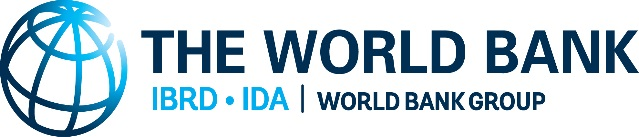 THE WORLD BANK
IBRD • IDA | WORLD BANK GROUP